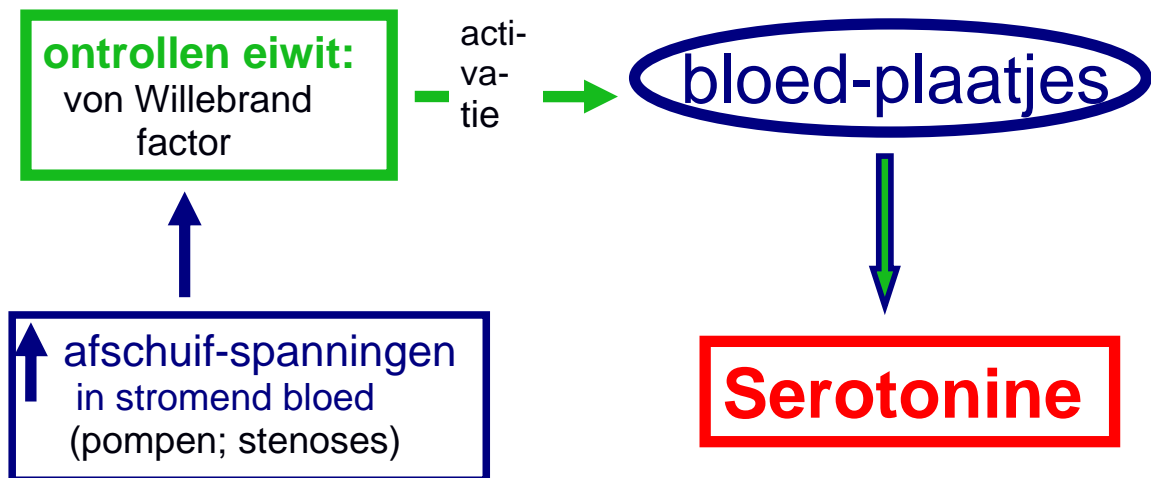 ontrollen eiwit:
von Willebrand
factor
acti-
va-
tie
bloed-plaatjes
afschuif-spanningen
in stromend bloed
(pompen; stenoses)
Serotonine